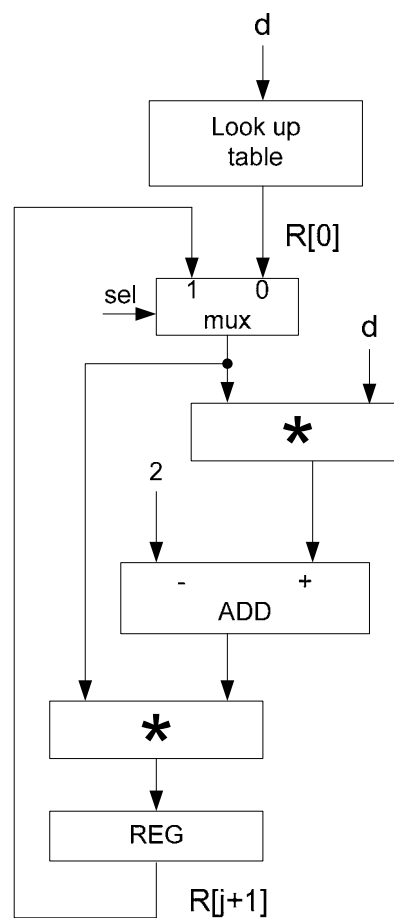 d
Look up
table
R[0]
1 0
sel
mux
d
*
2
- +
ADD
*
REG
R[j+1]